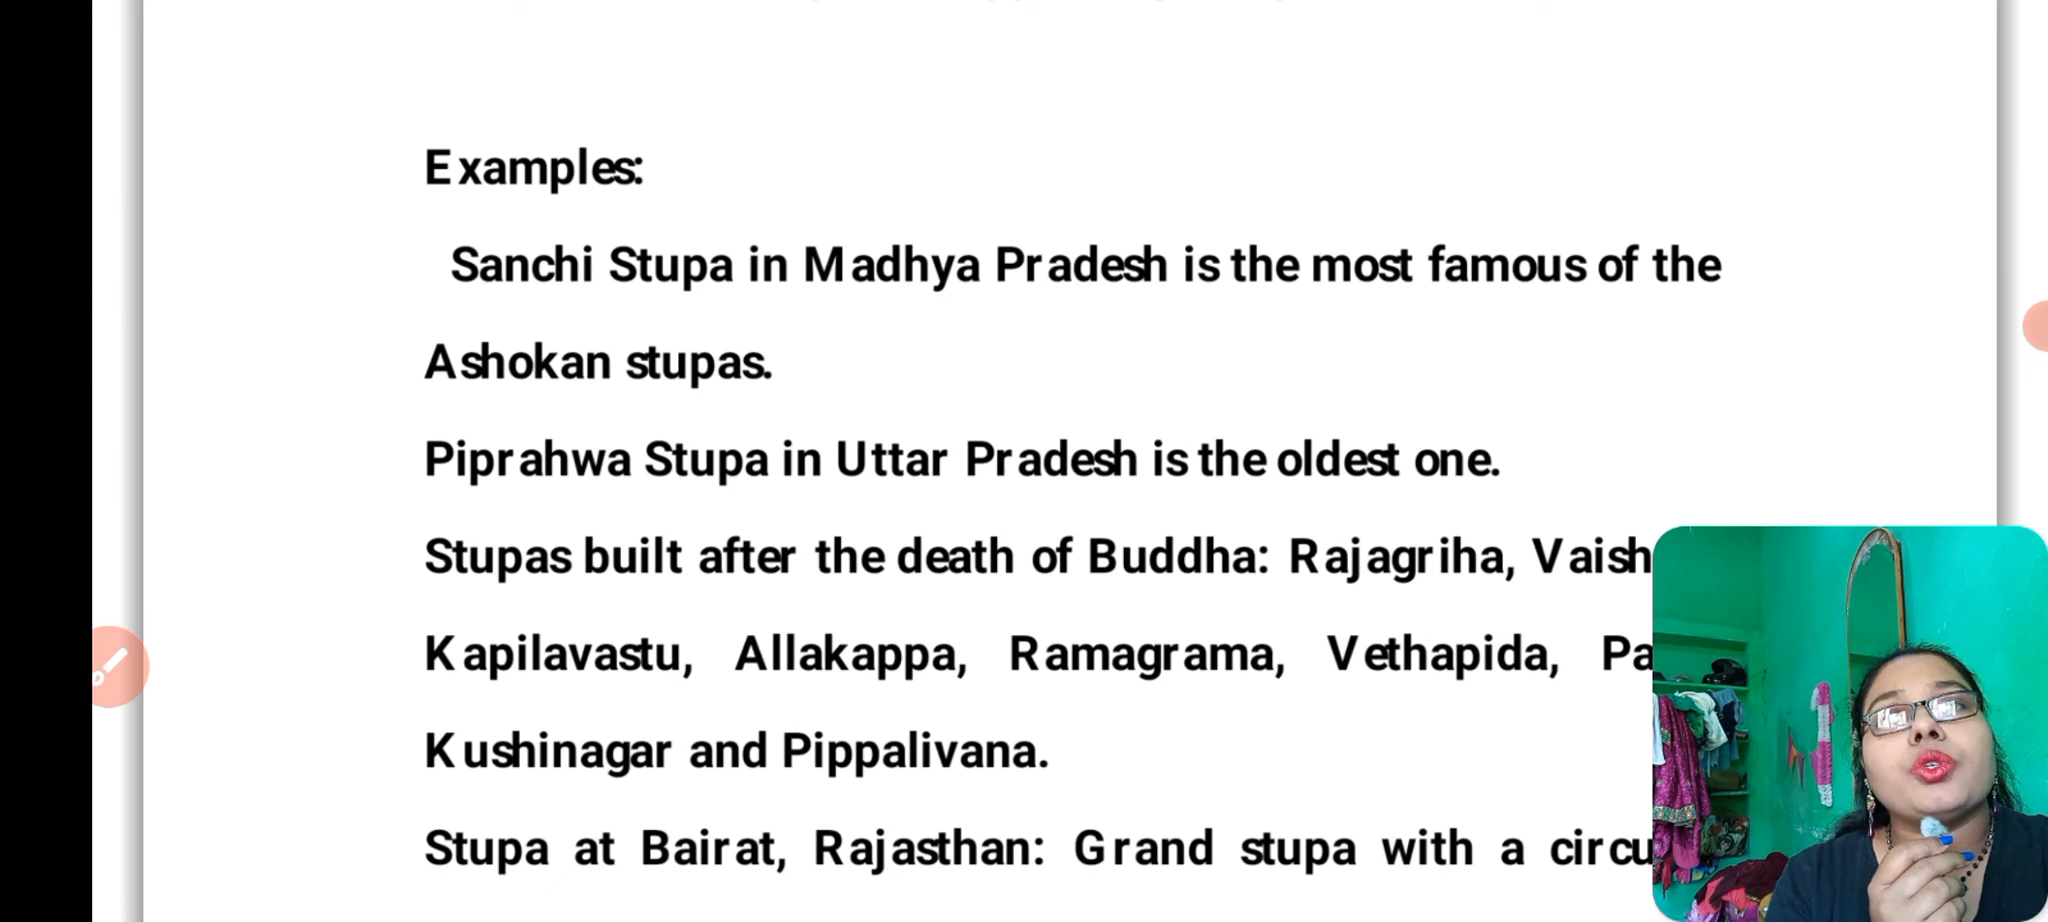 Examples:
Sanchi Stupa in Madhya Pradesh is the most famous of the
Ashokan stupas.
Piprahwa Stupa in Uttar Pradesh is the oldest one.
Stupas built after the death of Buddha: Rajagriha,
Kapilavastu, Allakappa, Ramagrama, Vethapida,
Kushinagar and Pippalivana.
Stupa at Bairat, Rajasthan: Grand stupa with a